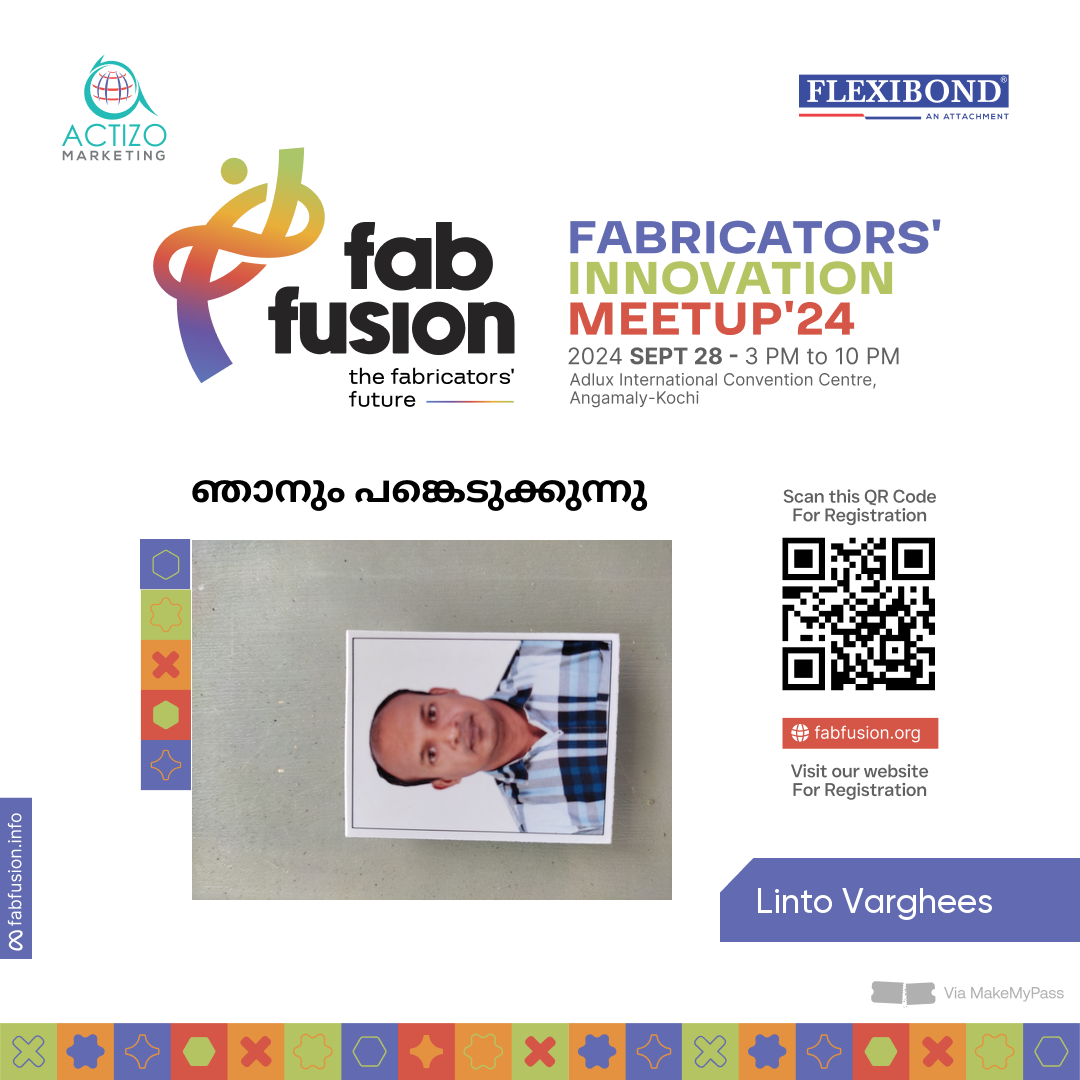 ACTIZO
MARKETING
FLEXIBOND®
AN ATTACHMENT
fab
fusion
the fabricators'
future
FABRICATORS'
INNOVATION
MEETUP'24
2024 SEPT 28 - 3 PM to 10 PM
Adlux International Convention Centre,
Angamaly-Kochi
ഞാനും പങ്കെടുക്കുന്നു
Scan this QR Code
For Registration
fabfusion.org
Visit our website
For Registration
fabfusion.info
Linto Varghees
Via MakeMyPass